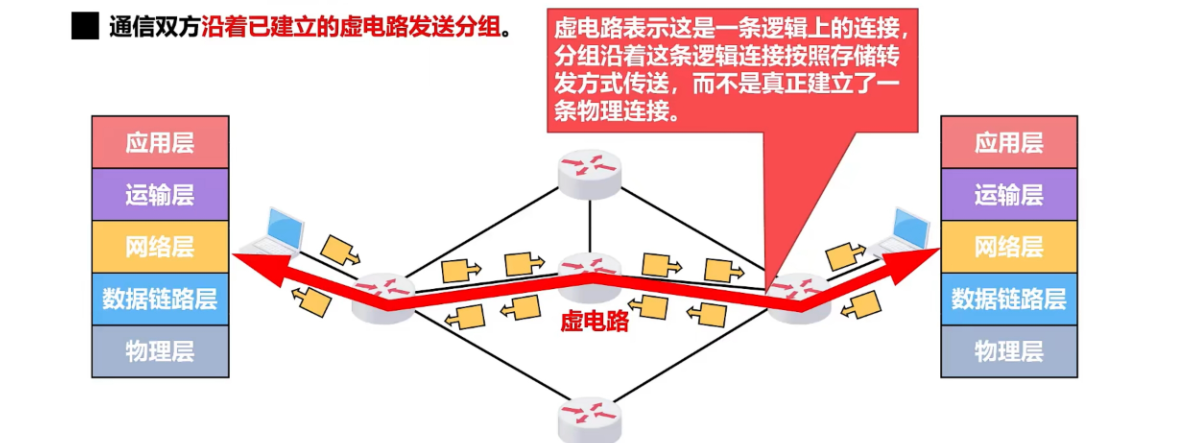 通信双方沿着已建立的虚电路发送分组。
虚电路表示这是一条逻辑上的连接，
分组沿着这条逻辑连接按照存储转
发方式传送，而不是真正建立了一
条物理连接。
应用层
运输层
网络层
数据链路层
物理层
虚电路
应用层
运输层
网络层
数据链路层
物理层